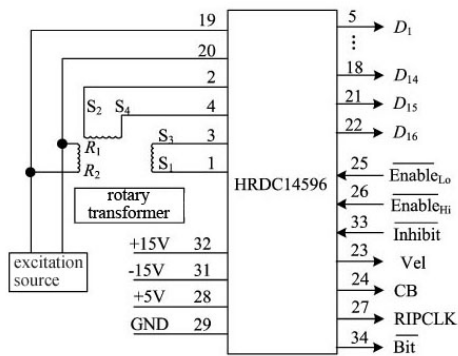 19
5
D₁
20
⋮
2
18
D₁₄
S₂
S₄
4
21
D₁₅
S₃
3
22
D₁₆
R₁
S₁
1
R₂
HRDC14596
25
Enable_Lo
rotary
transformer
26
Enable_Hi
33
Inhibit
+15V
32
23
Vel
excitation
source
-15V
31
24
CB
+5V
28
27
RIPCLK
GND
29
34
Bit